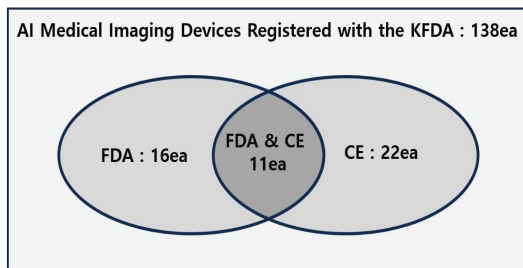 AI Medical Imaging Devices Registered with the KFDA : 138ea
FDA : 16ea
FDA & CE
11ea
CE : 22ea